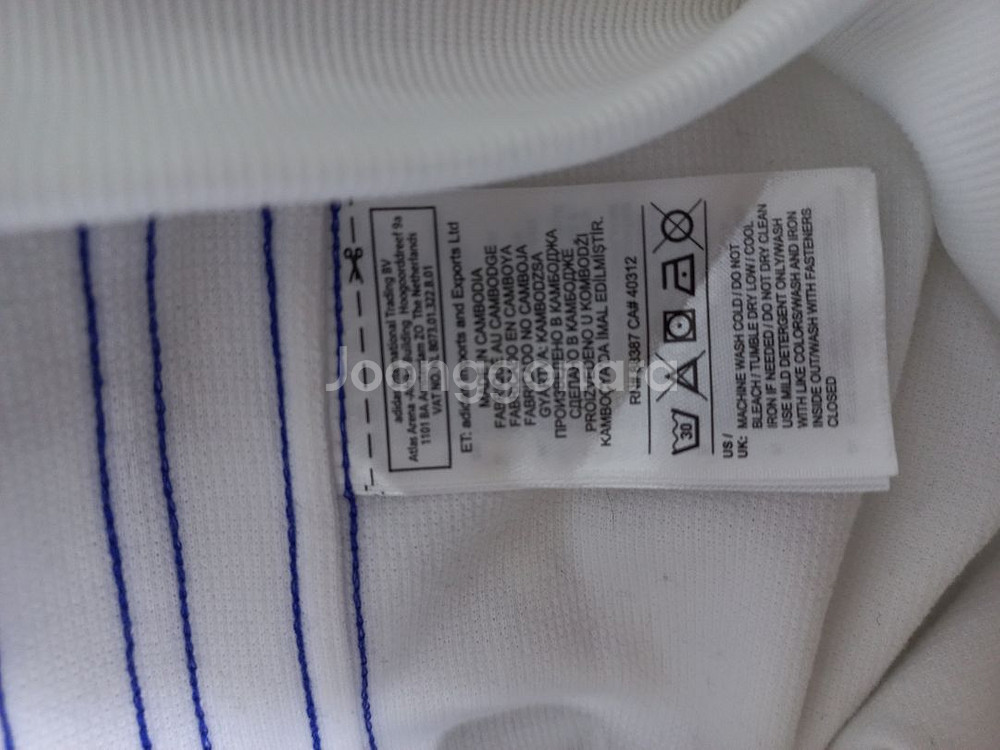 adidas International Trading BV
Atlas Arena -Africa Building Hoogoorddreef 9a
1101 BA Amsterdam ZO The Netherlands
VAT NO. 8073.01.322.B.01
ET: adidas Imports and Exports Ltd
MADE IN CAMBODIA
FABRIQUÉ AU CAMBODGE
FABRICADO EN CAMBOYA
FABRICADO NO CAMBOJA
GYÁRTJA: KAMBODZSA
ПРОИЗВЕДЕНО В КАМБОДЖА
СДЕЛАНО В КАМБОДЖЕ
PROIZVEDENO U KOMBODŽI
KAMBOÇYA'DA İMAL EDİLMİŞTİR.
CA# 40312
30
US /
UK:
MACHINE WASH COLD / DO NOT
BLEACH / TUMBLE DRY LOW / COOL
IRON IF NEEDED / DO NOT DRY CLEAN
USE MILD DETERGENT ONLY/WASH
WITH LIKE COLORS/WASH AND IRON
INSIDE OUT/WASH WITH FASTENERS
CLOSED
Joonggonara